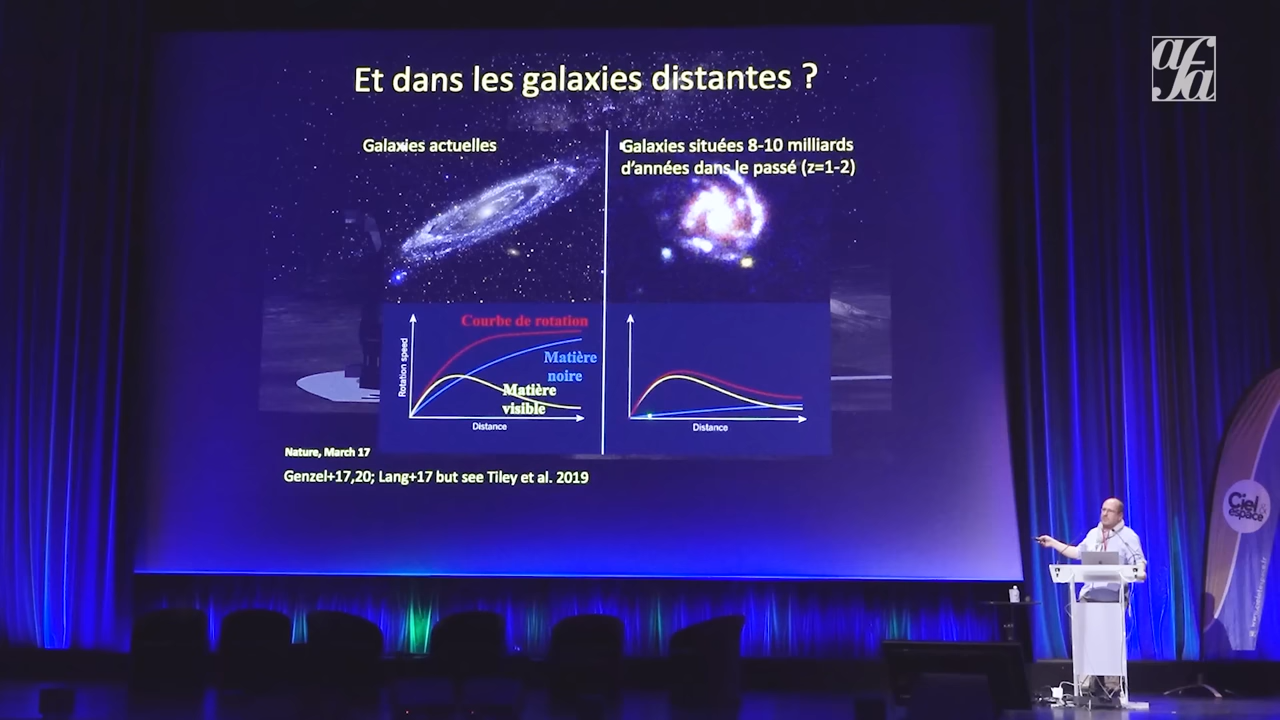 afa
Et dans les galaxies distantes ?
Galaxies actuelles
Galaxies situées 8-10 milliards
d'années dans le passé (z=1-2)
Courbe de rotation
Matière
noire
Matière
visible
Rotation speed
Distance
Distance
Nature, March 17
Genzel+17,20; Lang+17 but see Tiley et al. 2019
Ciel &
espace